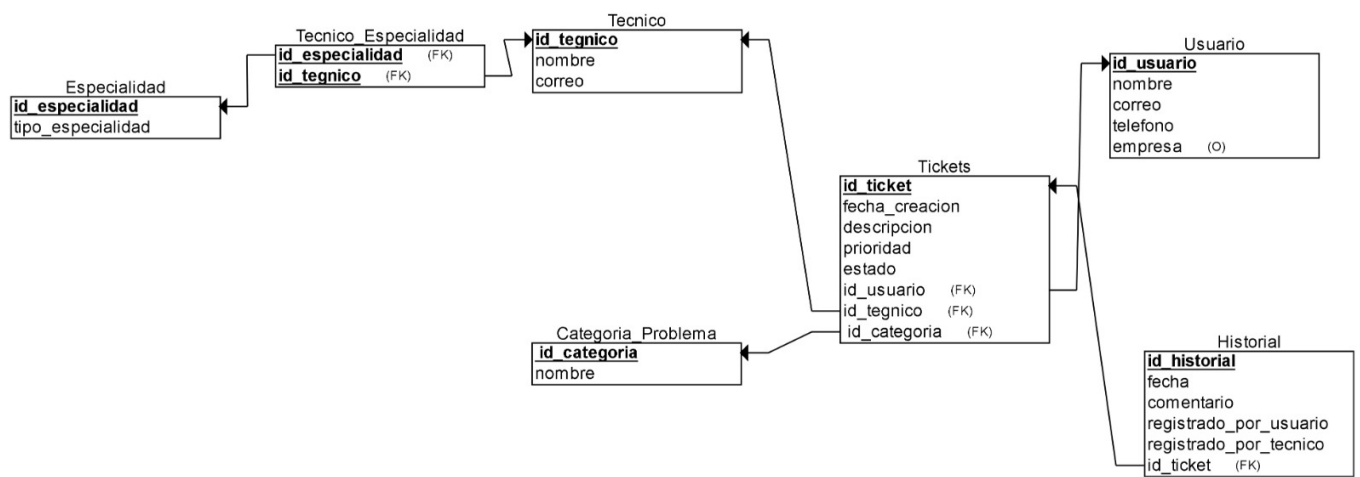 Especialidad
id_especialidad
tipo_especialidad
Tecnico_Especialidad
id_especialidad (FK)
id_tegnico (FK)
Tecnico
id_tegnico
nombre
correo
Categoria_Problema
id_categoria
nombre
Tickets
id_ticket
fecha_creacion
descripcion
prioridad
estado
id_usuario (FK)
id_tegnico (FK)
id_categoria (FK)
Usuario
id_usuario
nombre
correo
telefono
empresa (O)
Historial
id_historial
fecha
comentario
registrado_por_usuario
registrado_por_tecnico
id_ticket (FK)